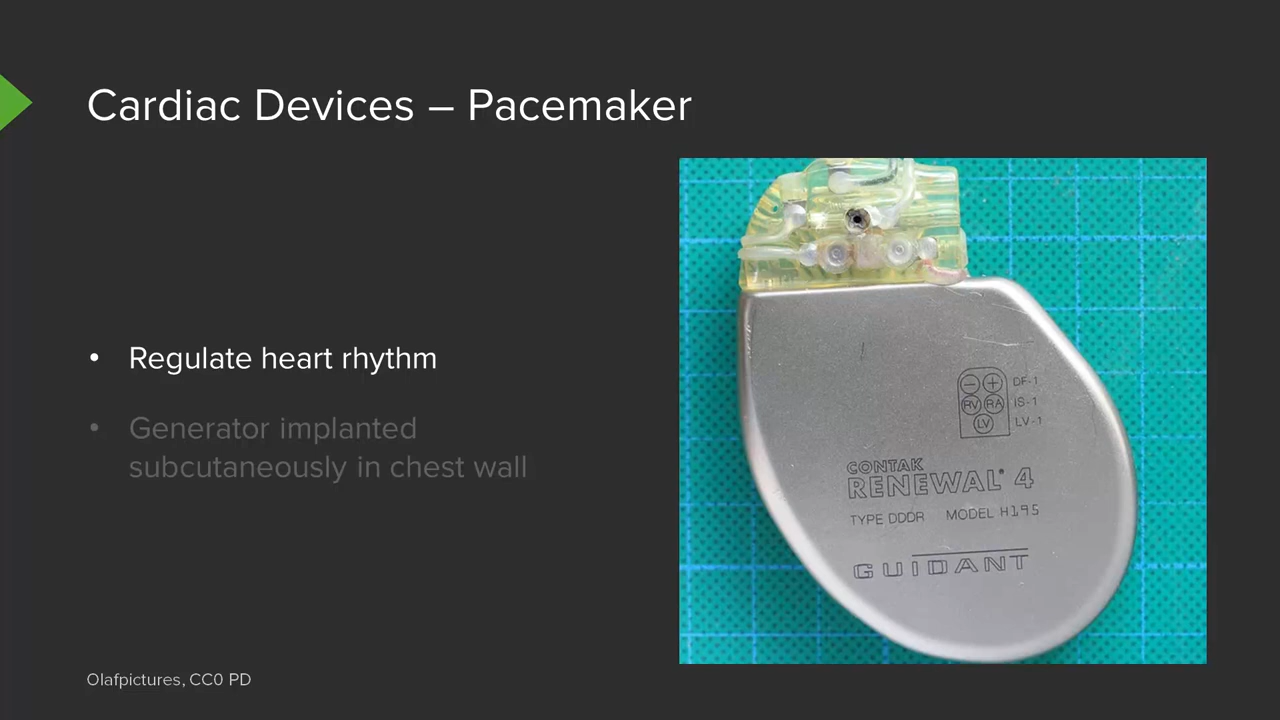 Cardiac Devices – Pacemaker
• Regulate heart rhythm
• Generator implanted
subcutaneously in chest wall
− + DF-1
RV RA IS-1
LV LV-1
CONTAK
RENEWAL® 4
TYPE DDDR MODEL H195
GUIDANT
Olafpictures, CC0 PD